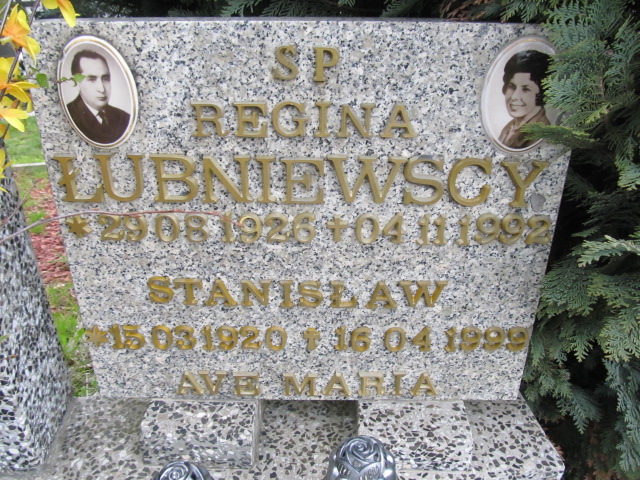 SP
REGINA
ŁUBNIEWSCY
*29 08 1926 +04 11 1992
STANISŁAW
*15 03 1920 + 16 04 1999
AVE MARIA